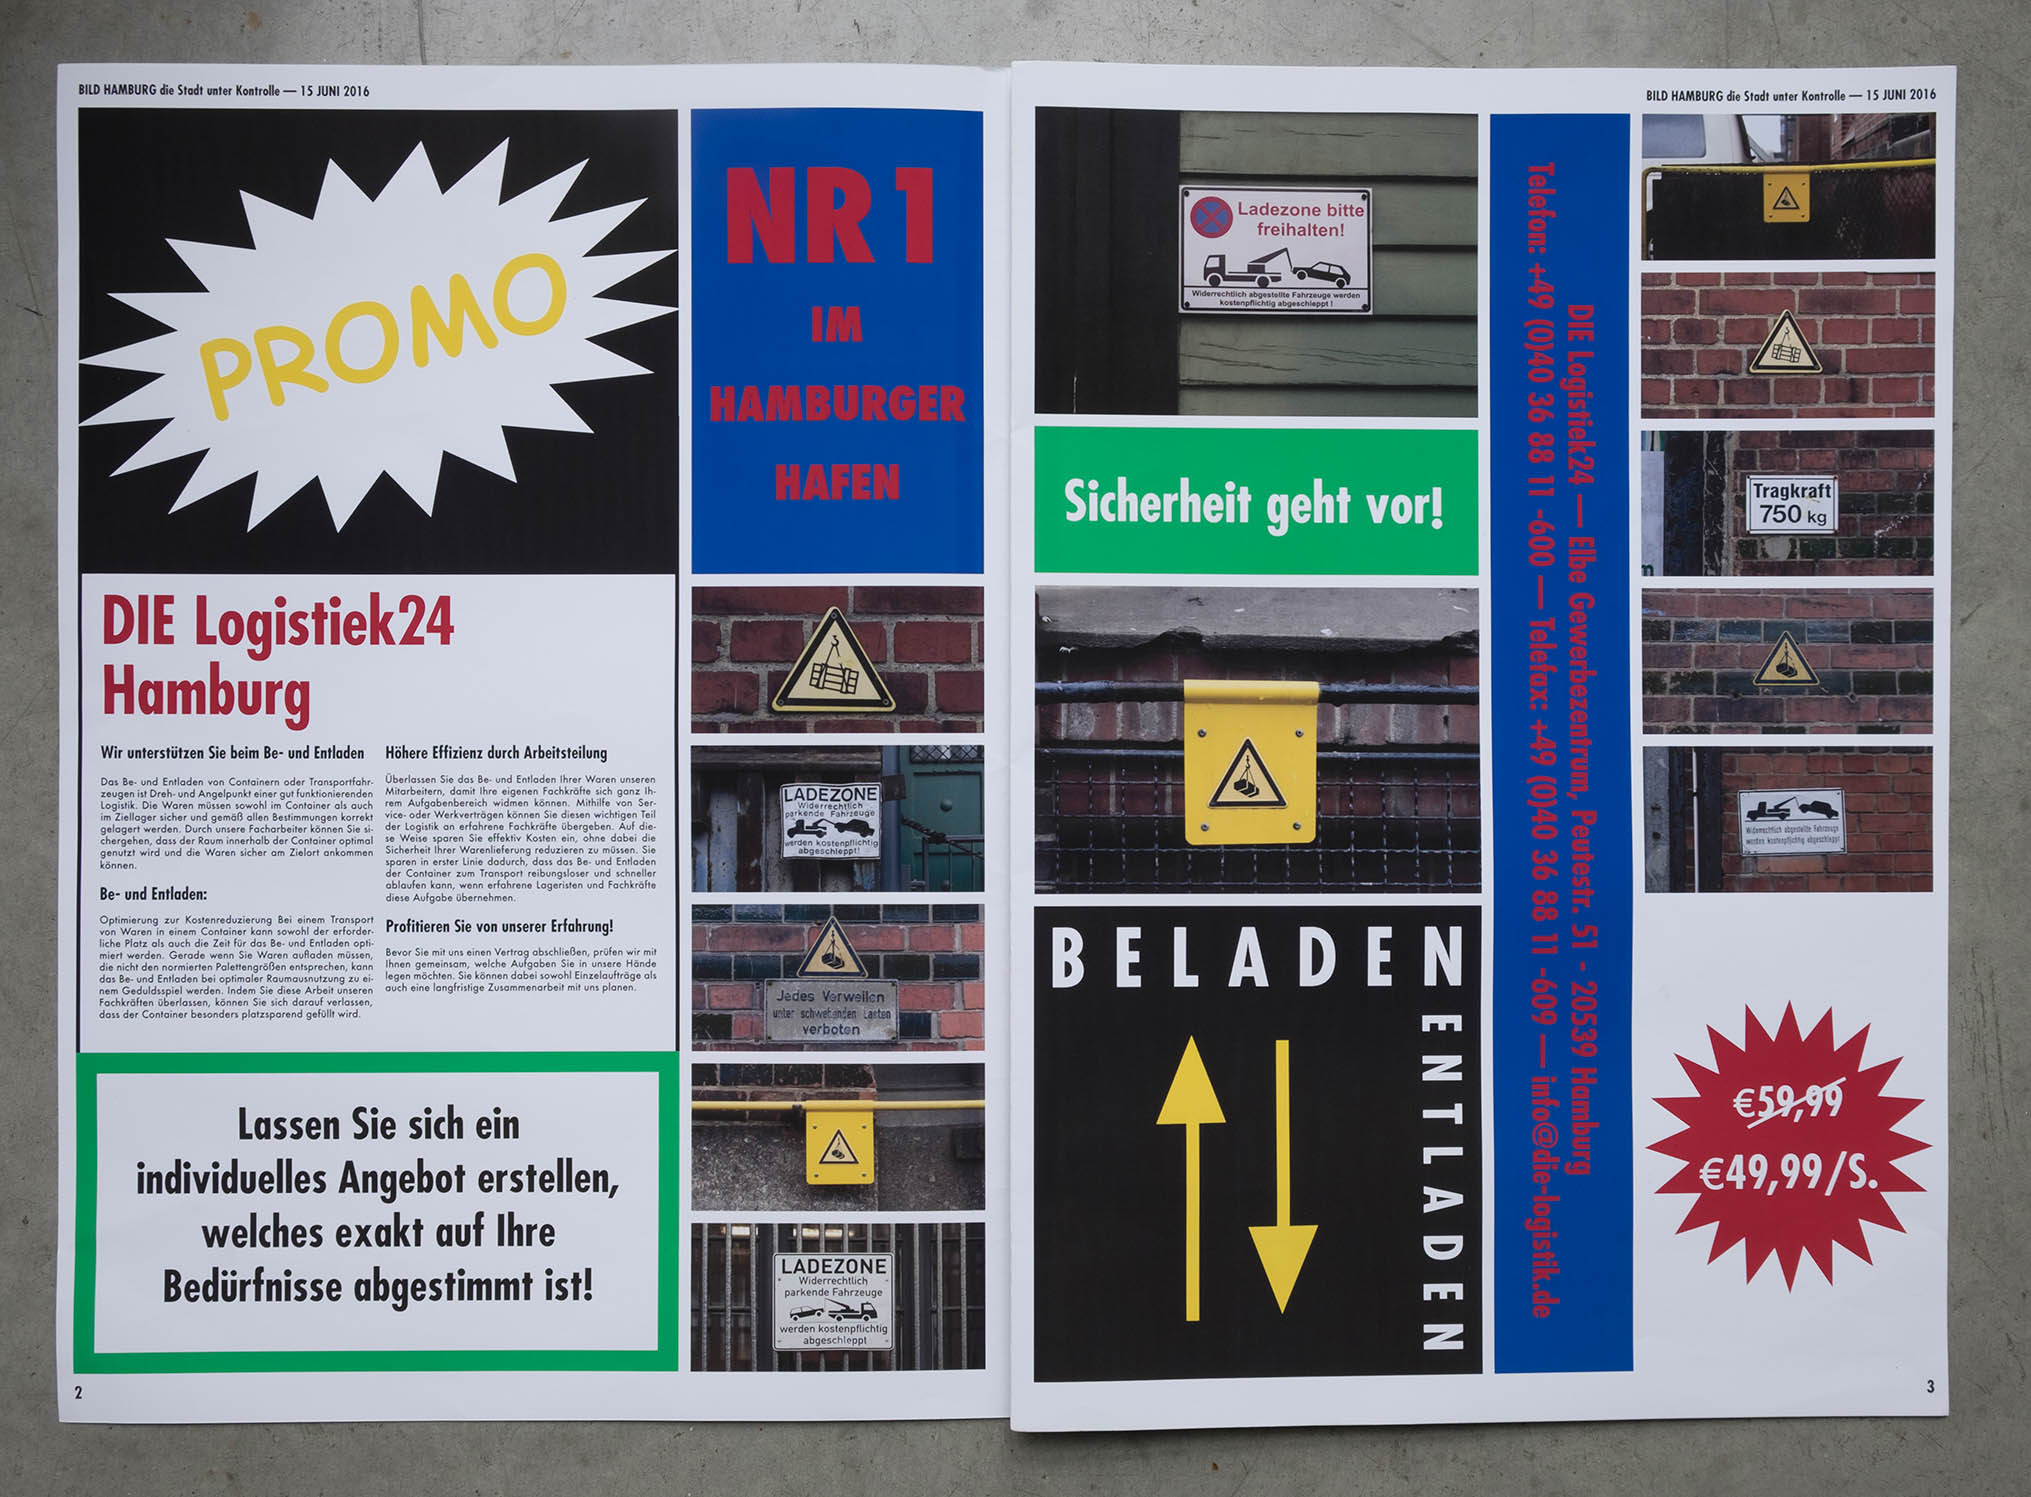 BILD HAMBURG die Stadt unter Kontrolle — 15 JUNI 2016
PROMO
DIE Logistiek24
Hamburg
Wir unterstützen Sie beim Be- und Entladen
Das Be- und Entladen von Containern oder Transportfahr-
zeugen ist Dreh- und Angelpunkt einer gut funktionierenden
Logistik. Die Waren müssen sowohl im Container als auch
im Ziellager sicher und gemäß allen Bestimmungen korrekt
gelagert werden. Durch unsere Facharbeiter können Sie si-
chergehen, dass der Raum innerhalb der Container optimal
genutzt wird und die Waren sicher am Zielort ankommen
können.
Be- und Entladen:
Optimierung zur Kostenreduzierung Bei einem Transport
von Waren in einem Container kann sowohl der erforder-
liche Platz als auch die Zeit für das Be- und Entladen opti-
miert werden. Gerade wenn Sie Waren aufladen müssen,
die nicht den normierten Palettengrößen entsprechen, kann
das Be- und Entladen bei optimaler Raumausnutzung zu ei-
nem Geduldsspiel werden. Indem Sie diese Arbeit unseren
Fachkräften überlassen, können Sie sich darauf verlassen,
dass der Container besonders platzsparend gefüllt wird.
Höhere Effizienz durch Arbeitsteilung
Überlassen Sie das Be- und Entladen Ihrer Waren unseren
Mitarbeitern, damit Ihre eigenen Fachkräfte sich ganz Ih-
rem Aufgabenbereich widmen können. Mithilfe von Ser-
vice- oder Werkverträgen können Sie diesen wichtigen Teil
der Logistik an erfahrene Fachkräfte übergeben. Auf die-
se Weise sparen Sie effektiv Kosten ein, ohne dabei die
Sicherheit Ihrer Warenlieferung reduzieren zu müssen. Sie
sparen in erster Linie dadurch, dass das Be- und Entladen
der Container zum Transport reibungsloser und schneller
ablaufen kann, wenn erfahrene Lageristen und Fachkräfte
diese Aufgabe übernehmen.
Profitieren Sie von unserer Erfahrung!
Bevor Sie mit uns einen Vertrag abschließen, prüfen wir mit
Ihnen gemeinsam, welche Aufgaben Sie in unsere Hände
legen möchten. Sie können dabei sowohl Einzelaufträge als
auch eine langfristige Zusammenarbeit mit uns planen.
Lassen Sie sich ein
individuelles Angebot erstellen,
welches exakt auf Ihre
Bedürfnisse abgestimmt ist!
2
NR 1
IM
HAMBURGER
HAFEN
LADEZONE
Widerrechtlich
parkende Fahrzeuge
werden kostenpflichtig
abgeschleppt!
Jedes Verweilen
unter schwebenden Lasten
verboten
LADEZONE
Widerrechtlich
parkende Fahrzeuge
werden kostenpflichtig
abgeschleppt
BILD HAMBURG die Stadt unter Kontrolle — 15 JUNI 2016
Ladezone bitte
freihalten!
Widerrechtlich abgestellte Fahrzeuge werden
kostenpflichtig abgeschleppt !
Sicherheit geht vor!
BELADEN
ENTLADEN
DIE Logistiek24 — Elbe Gewerbezentrum, Peutestr. 51 · 20539 Hamburg
Telefon: +49 (0)40 36 88 11 -600 — Telefax: +49 (0)40 36 88 11 -609 — info@die-logistik.de
Tragkraft
750 kg
Widerrechtlich abgestellte Fahrzeuge
werden kostenpflichtig abgeschleppt
€59,99
€49,99/S.
3